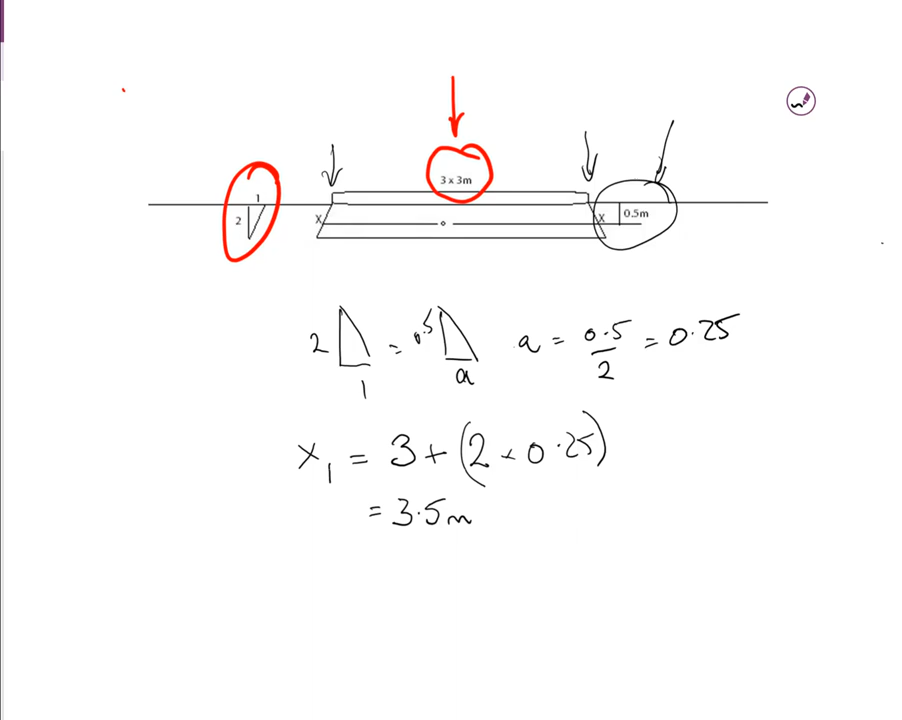 3 x 3m
1
2
X
X
0.5m
2 1 = 0.5 a a = 0.5/2 = 0.25
X1 = 3 + (2 × 0.25)
= 3.5m